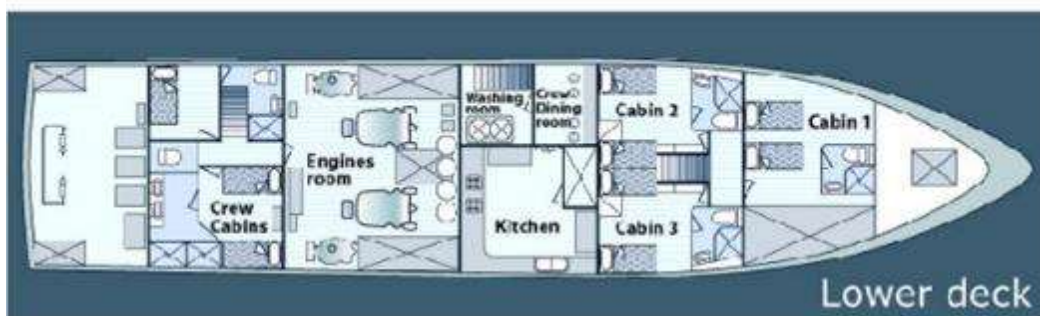 Washing
room
Crew
Dining
room
Cabin 2
Cabin 1
Engines
room
Crew
Cabins
Kitchen
Cabin 3
Lower deck